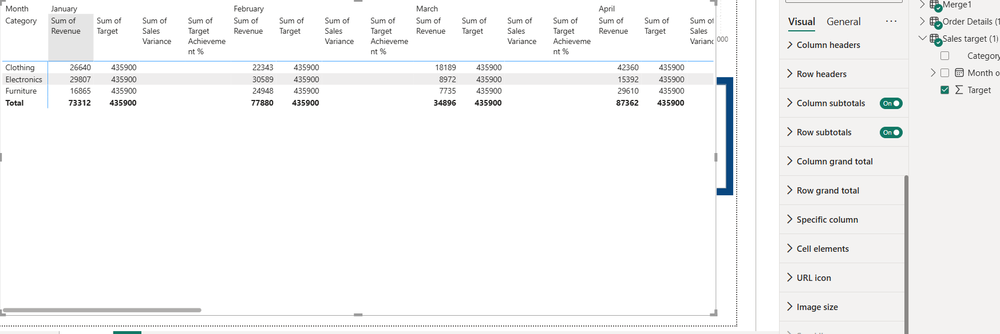 Month January February March April
Category Sum of Revenue Sum of Target Sum of Sales Variance Sum of Target Achieveme nt % Sum of Revenue Sum of Target Sum of Sales Variance Sum of Target Achieveme nt % Sum of Revenue Sum of Target Sum of Sales Variance Sum of Target Achieveme nt % Sum of Revenue Sum of Target Sum of Sales Varianc
Clothing 26640 435900 22343 435900 18189 435900 42360 435900
Electronics 29807 435900 30589 435900 8972 435900 15392 435900
Furniture 16865 435900 24948 435900 7735 435900 29610 435900
Total 73312 435900 77880 435900 34896 435900 87362 435900
000
Visual General ...
Column headers
Row headers
Column subtotals On
Row subtotals On
Column grand total
Row grand total
Specific column
Cell elements
URL icon
Image size
Merge1
Order Details (1
Sales target (1)
Category
Month o
Σ Target